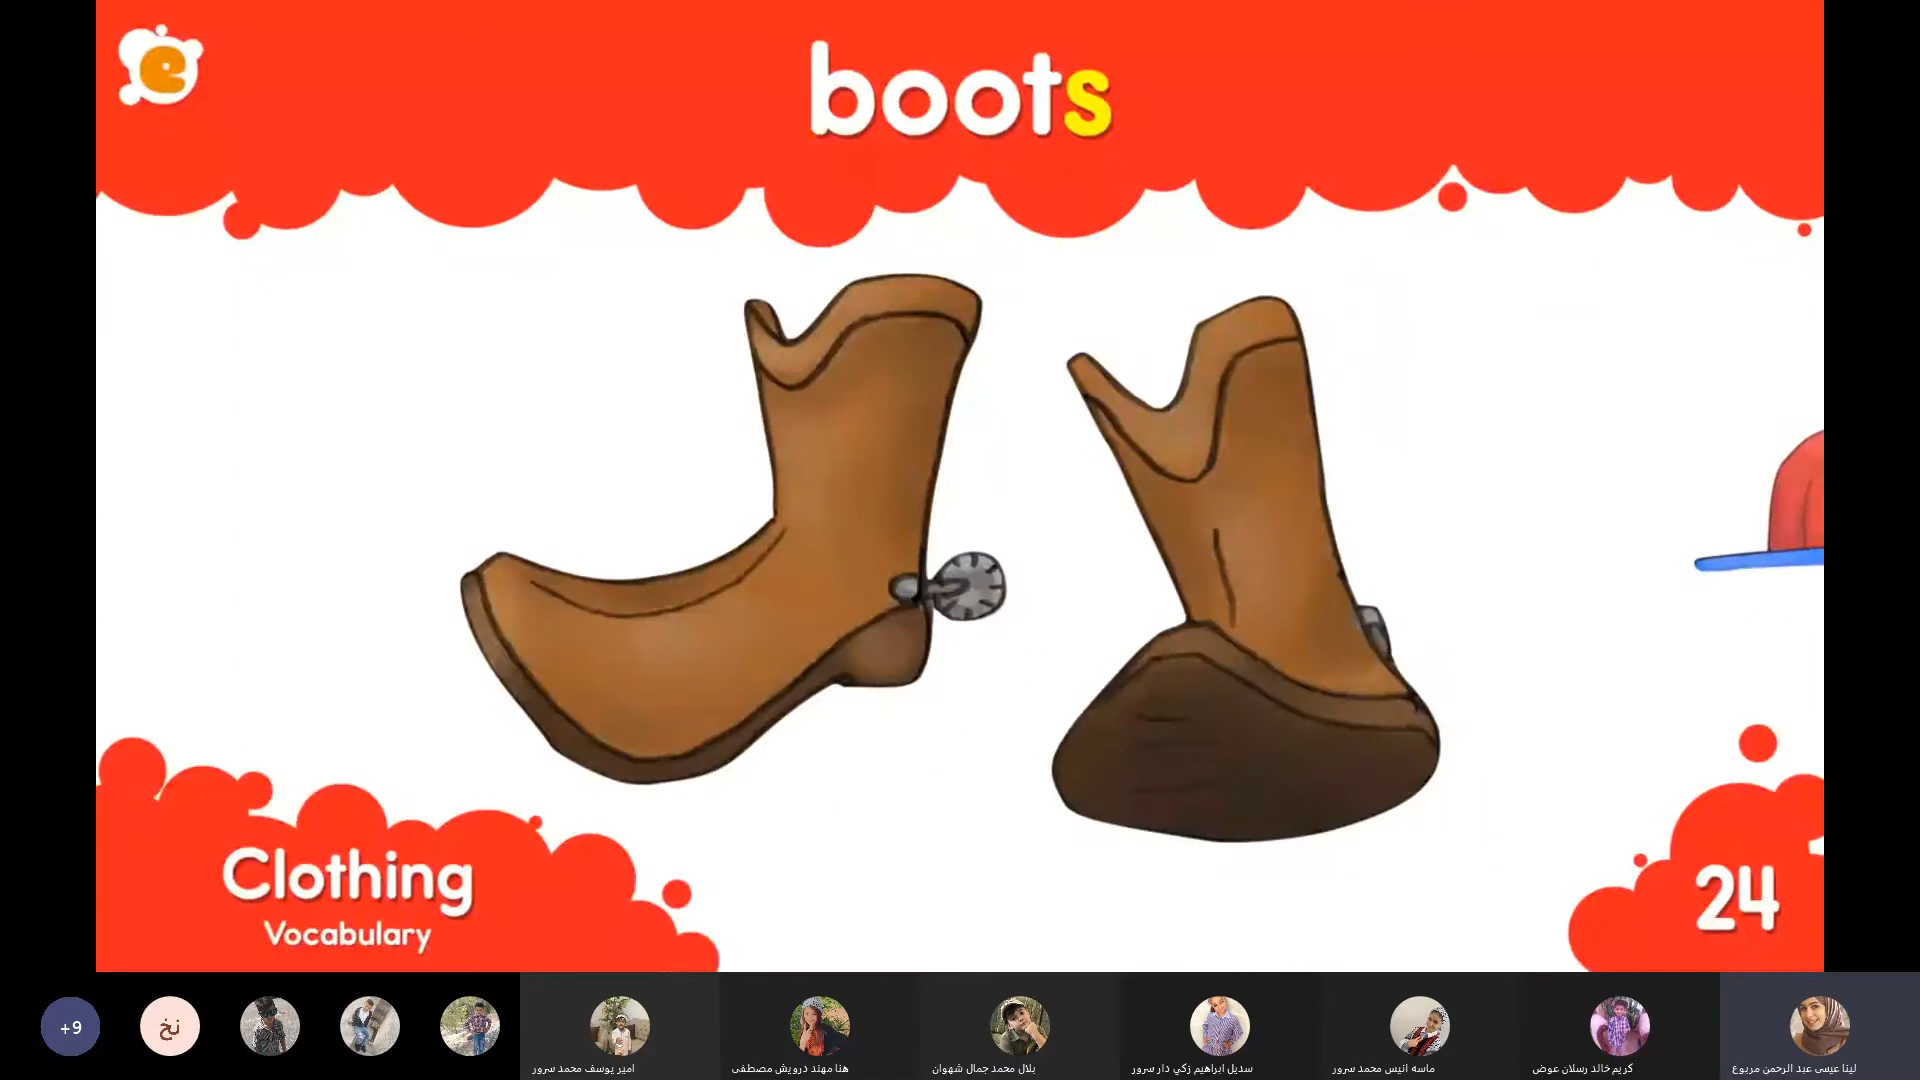 e
boots
Clothing
Vocabulary
24
+9
نخ
امير يوسف محمد سرور
هنا مهند درويش مصطفى
بلال محمد جمال شهوان
سديل ابراهيم زكي دار سرور
ماسه انيس محمد سرور
كريم خالد رسلان عوض
لينا عيسى عبد الرحمن مربوع